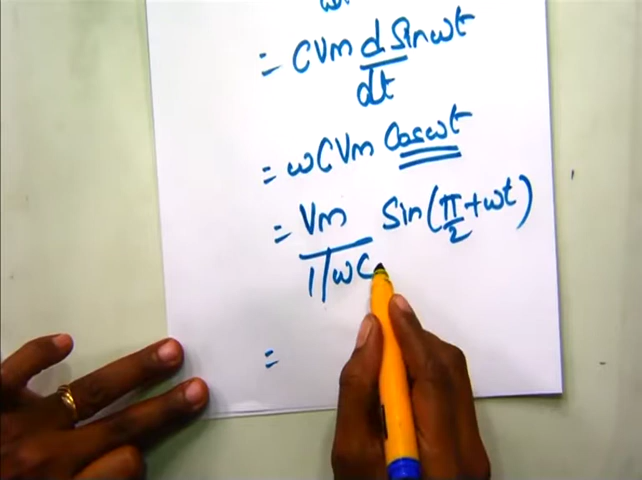 = CVm d Sinωt
dt
= ωCVm Cosωt
= Vm Sin(π/2+ωt)
1/ωC
=